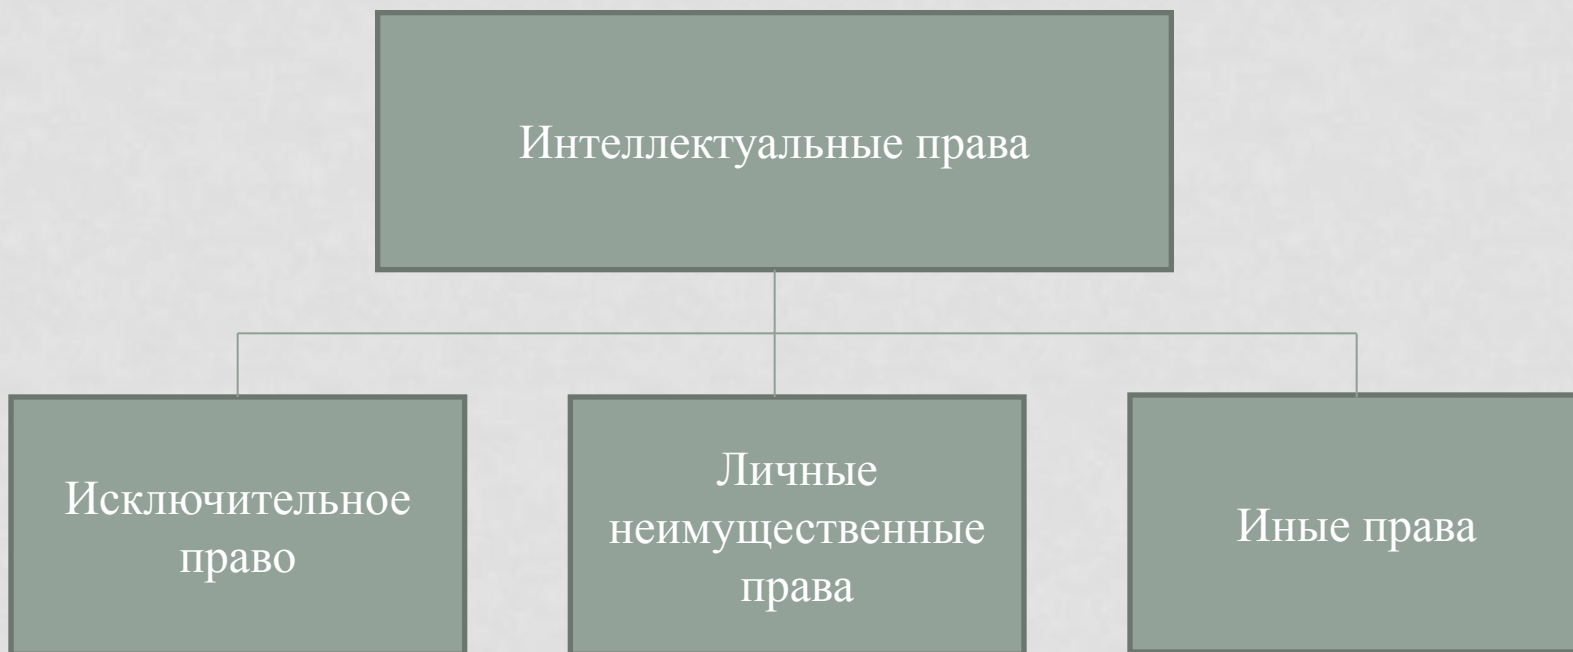 Интеллектуальные права
Исключительное
право
Личные
неимущественные
права
Иные права